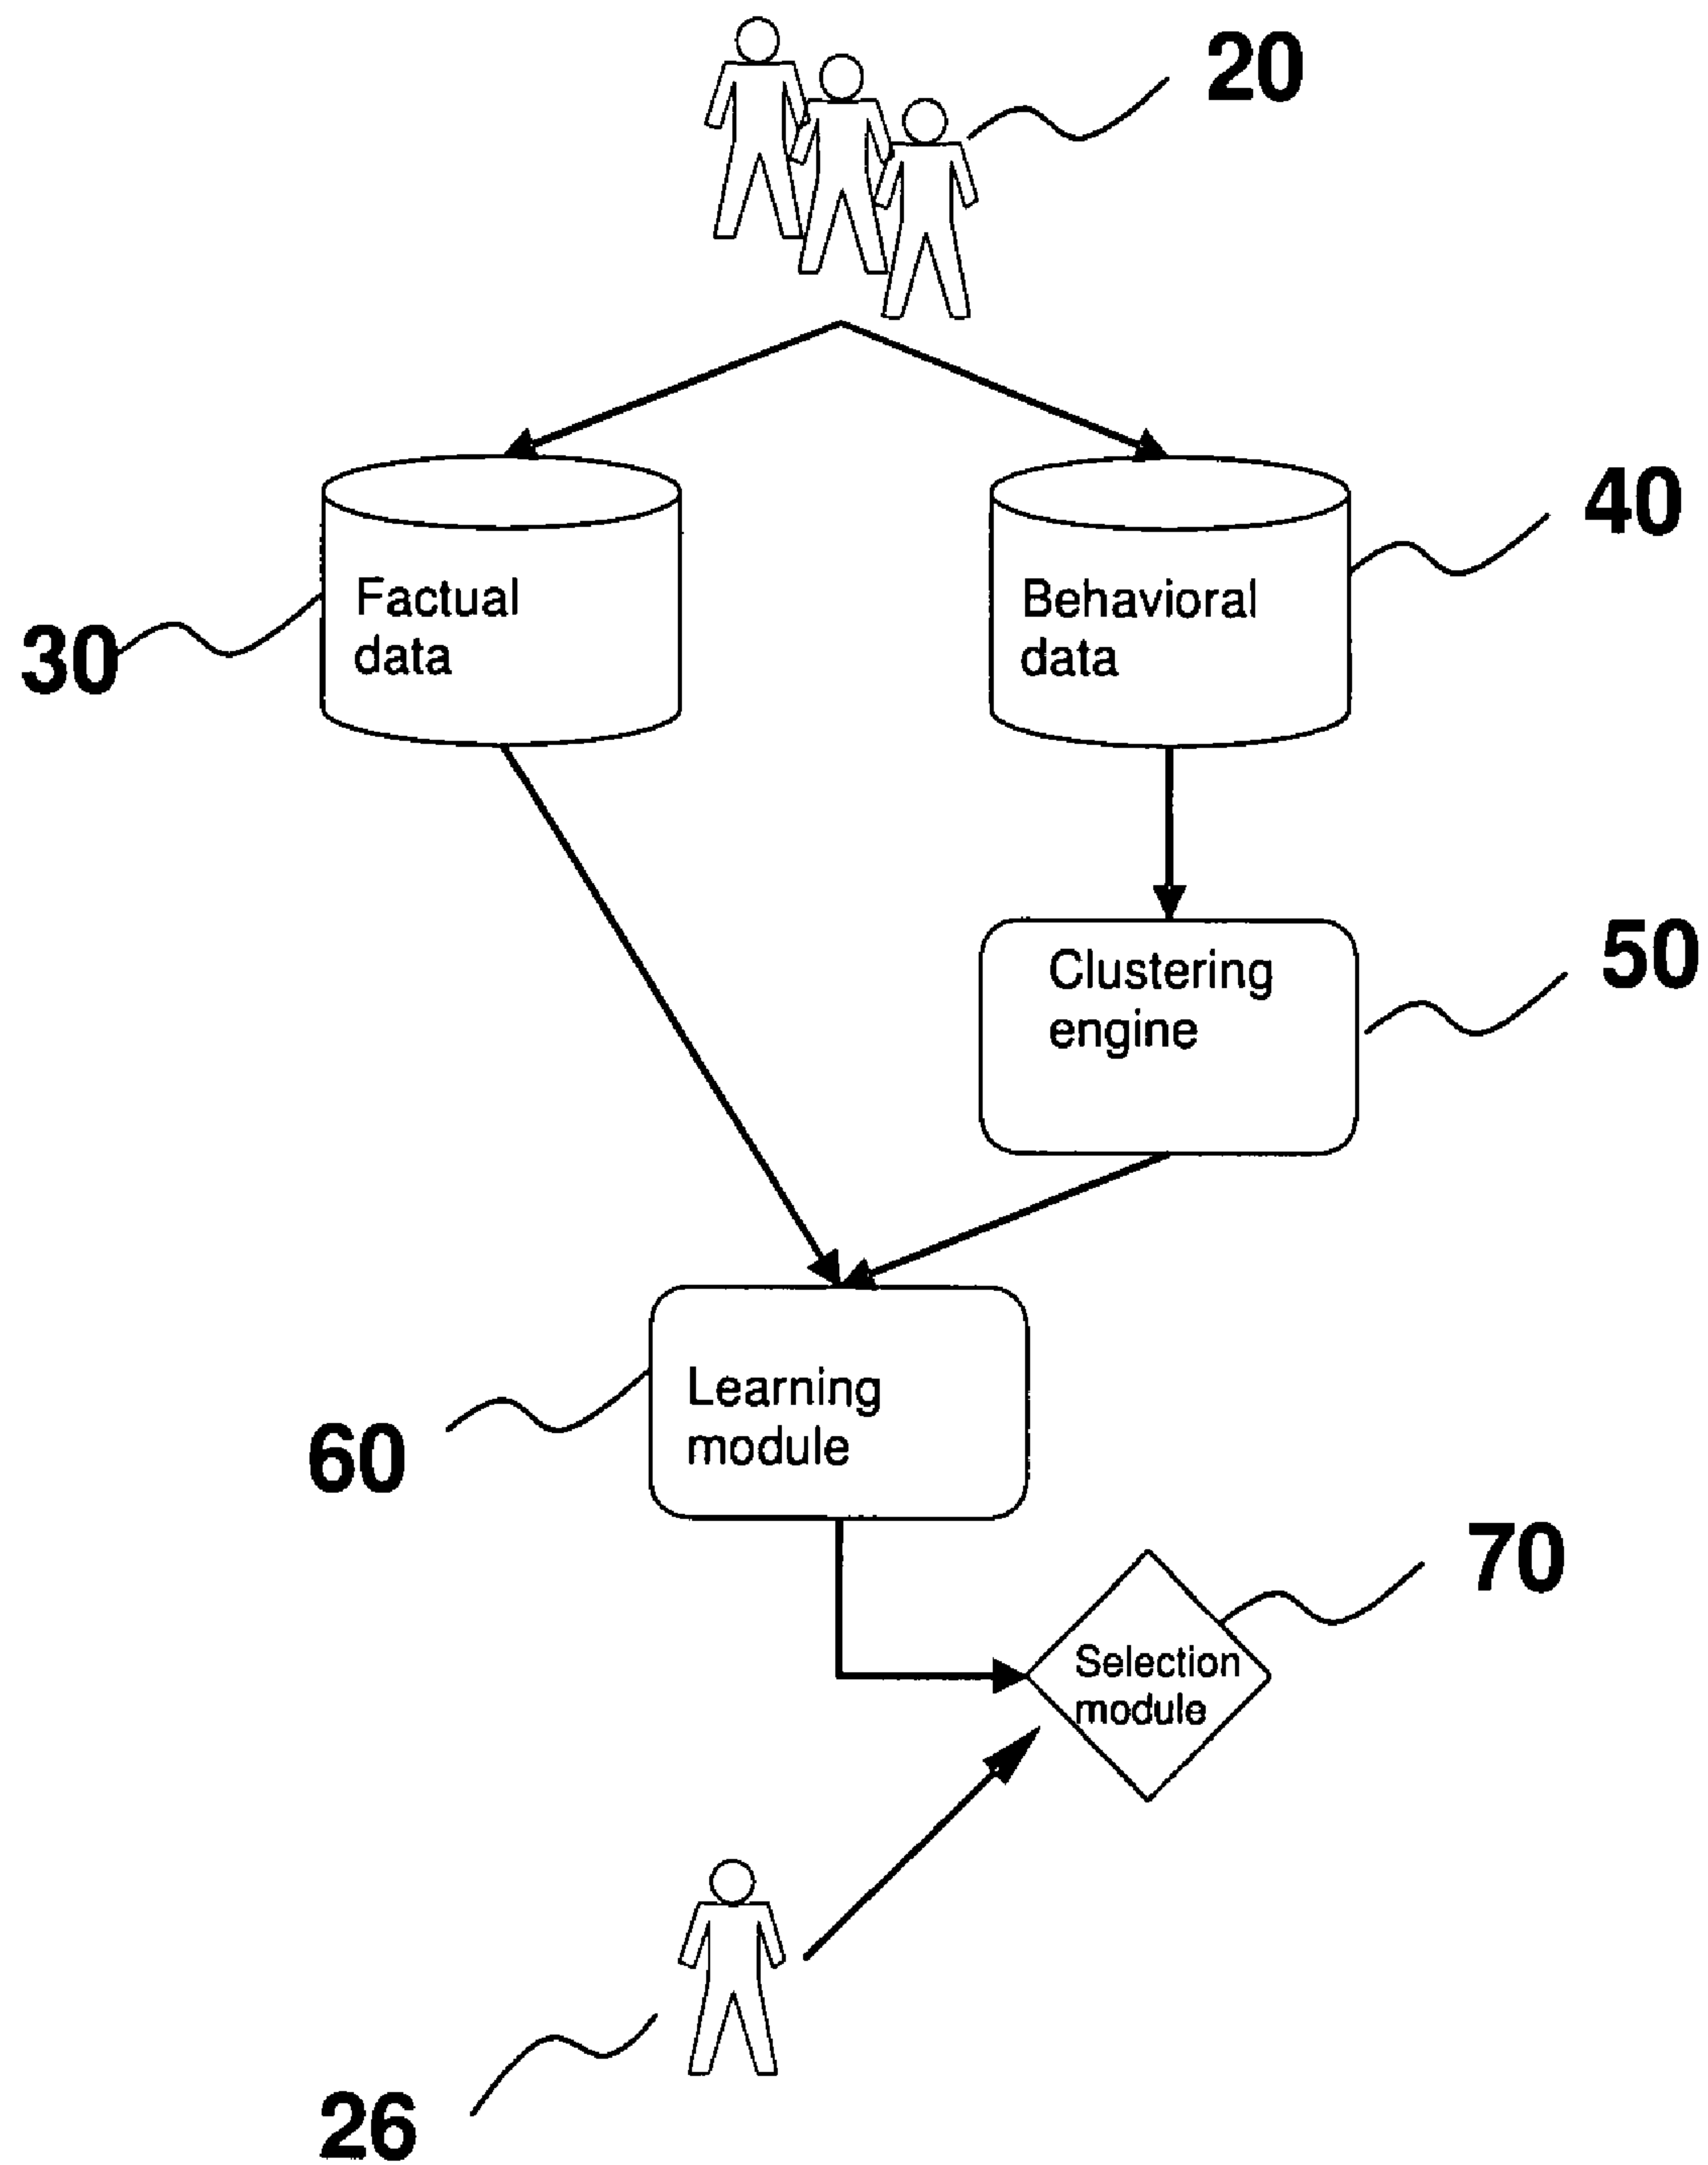 20
40
Factual
data
Behavioral
data
30
50
Clustering
engine
Learning
module
60
70
Selection
module
26